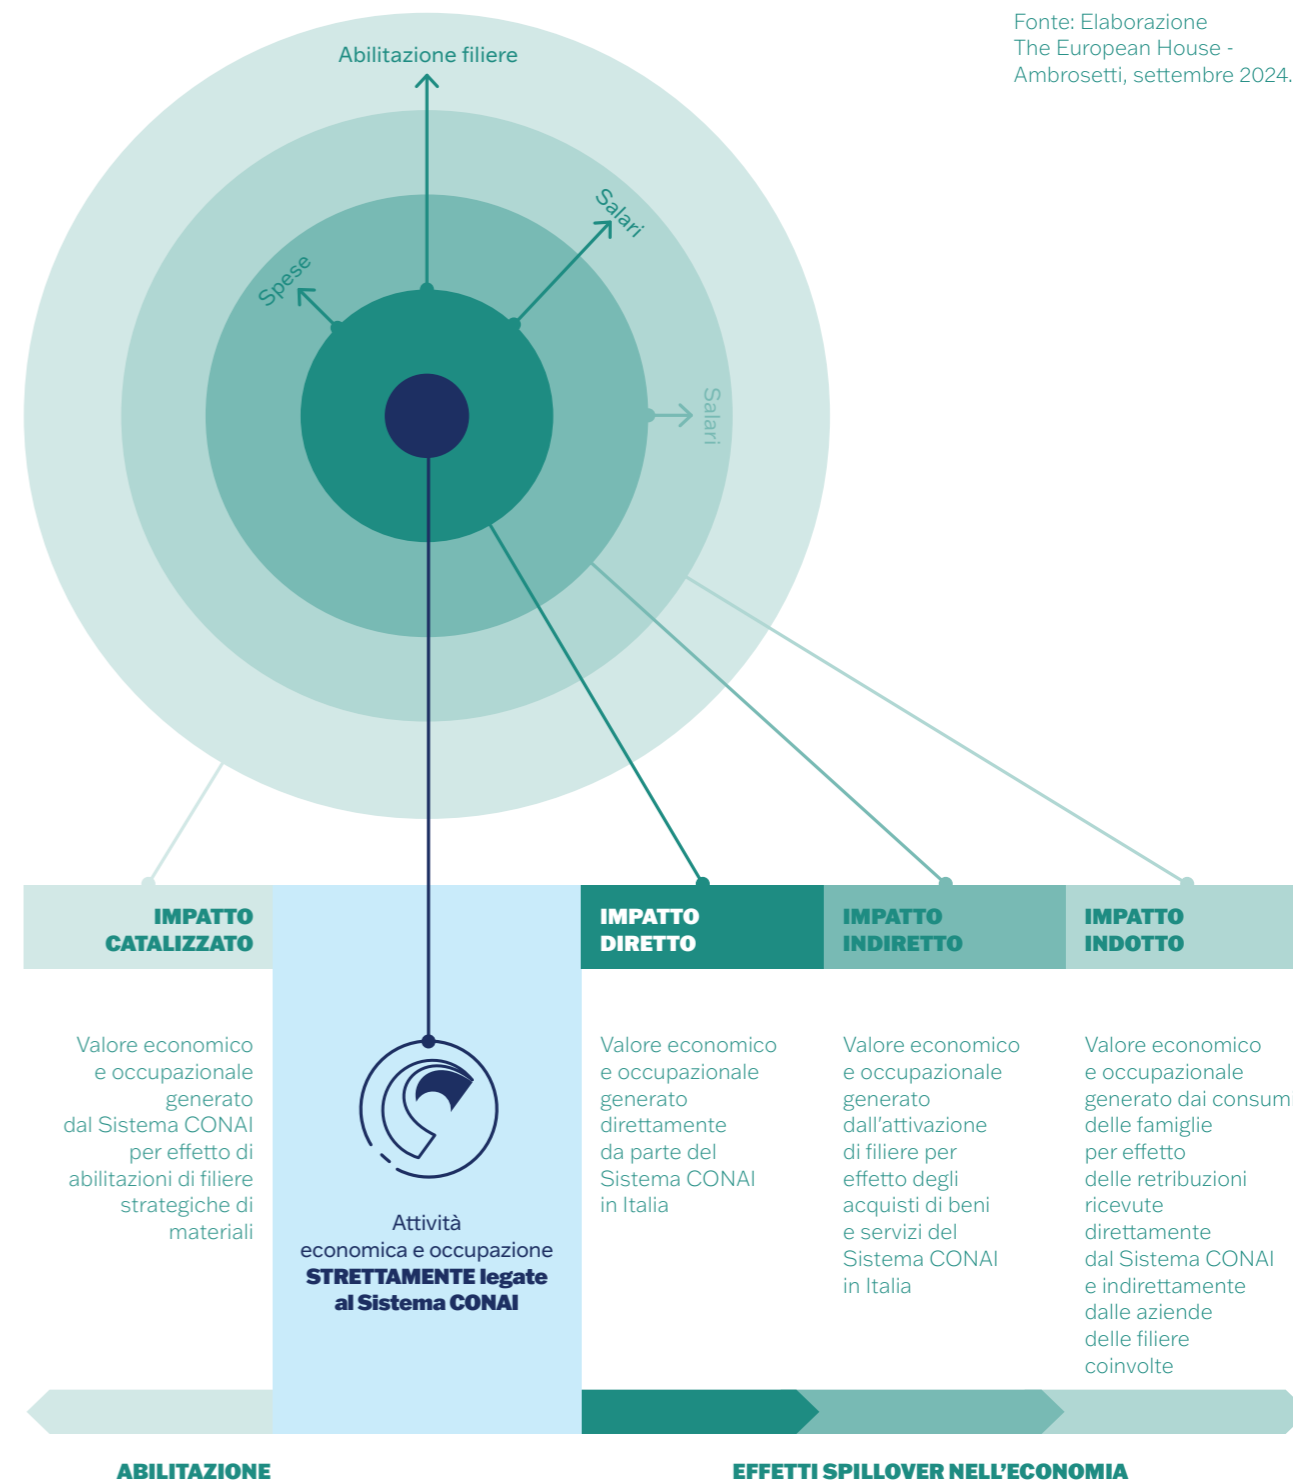 Fonte: Elaborazione
The European House -
Ambrosetti, settembre 2024.
Abilitazione filiere
Salari
Spese
Salari
IMPATTO
CATALIZZATO
Valore economico
e occupazionale
generato
dal Sistema CONAI
per effetto di
abilitazioni di filiere
strategiche di
materiali
Attività
economica e occupazione
STRETTAMENTE legate
al Sistema CONAI
IMPATTO
DIRETTO
Valore economico
e occupazionale
generato
direttamente
da parte del
Sistema CONAI
in Italia
IMPATTO
INDIRETTO
Valore economico
e occupazionale
generato
dall'attivazione
di filiere per
effetto degli
acquisti di beni
e servizi del
Sistema CONAI
in Italia
IMPATTO
INDOTTO
Valore economico
e occupazionale
generato dai consum
delle famiglie
per effetto
delle retribuzioni
ricevute
direttamente
dal Sistema CONAI
e indirettamente
dalle aziende
delle filiere
coinvolte
ABILITAZIONE
EFFETTI SPILLOVER NELL'ECONOMIA